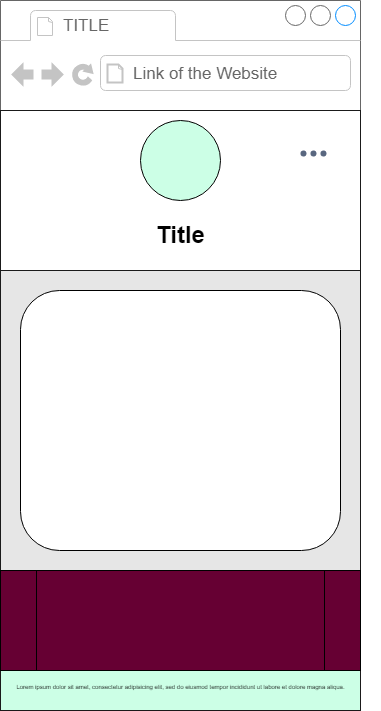 TITLE
Link of the Website
Title
Lorem ipsum dolor sit amet, consectetur adipisicing elit, sed do eiusmod tempor incididunt ut labore et dolore magna aliqua.